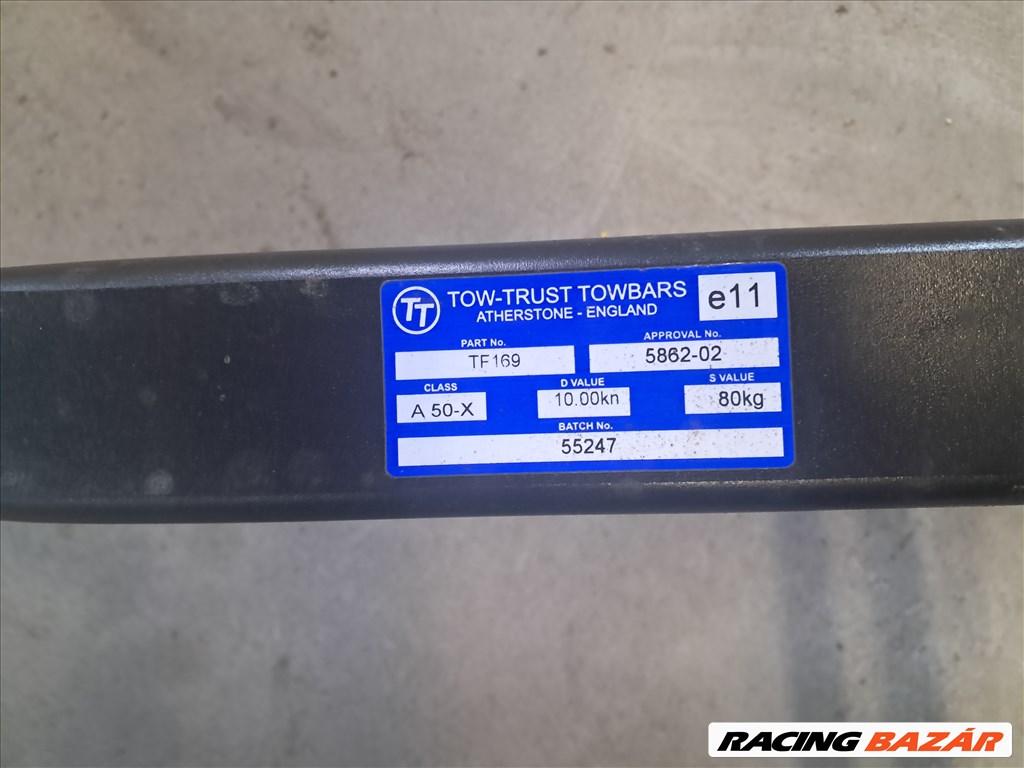 TT TOW-TRUST TOWBARS e11
ATHERSTONE - ENGLAND
PART No. APPROVAL No.
TF169 5862-02
CLASS D VALUE S VALUE
A 50-X 10.00kn 80kg
BATCH No.
55247
RACING BAZÁR